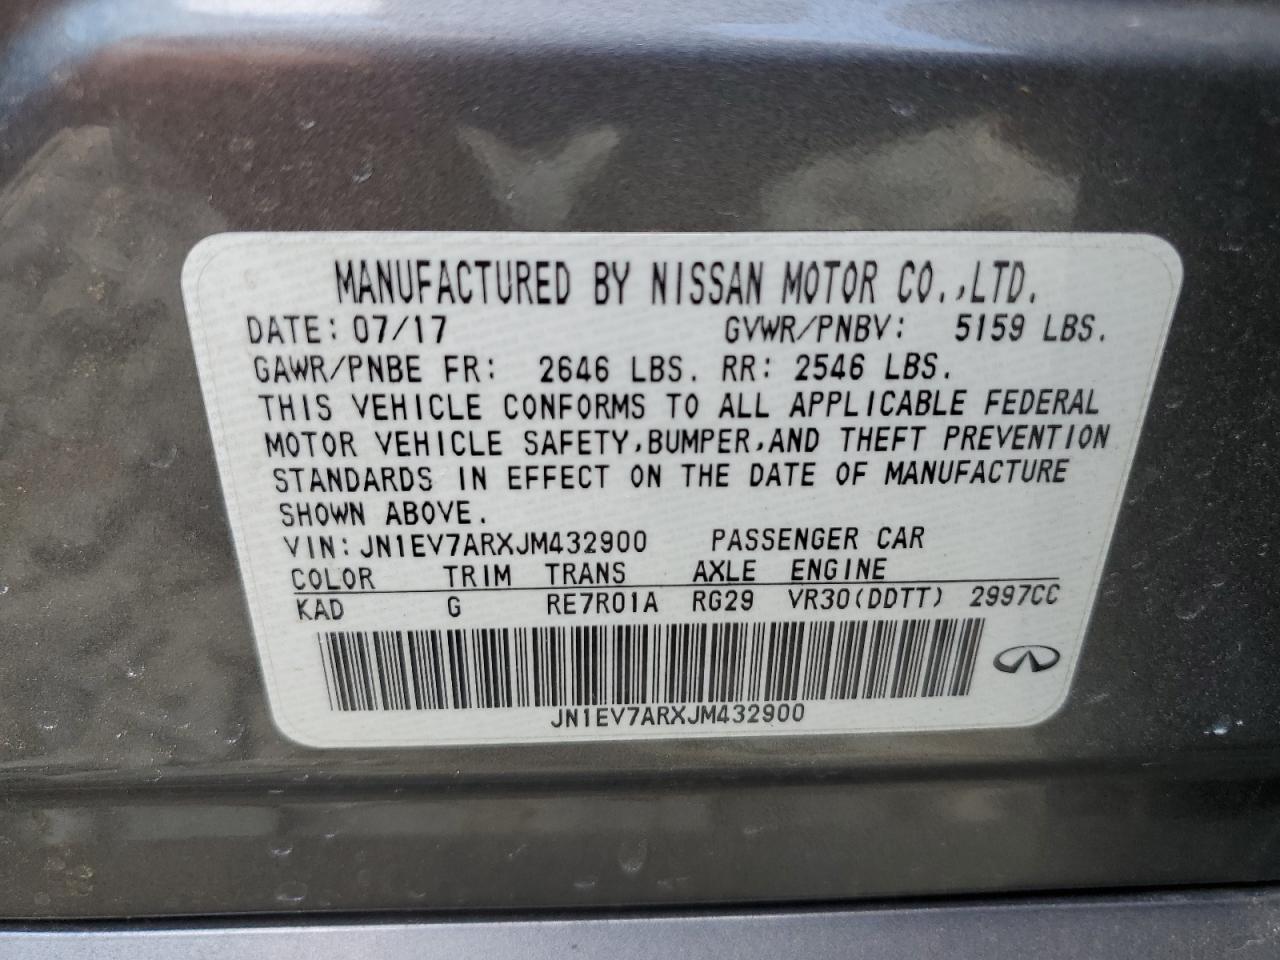 MANUFACTURED BY NISSAN MOTOR CO.,LTD.
DATE: 07/17 GVWR/PNBV: 5159 LBS.
GAWR/PNBE FR: 2646 LBS. RR: 2546 LBS.
THIS VEHICLE CONFORMS TO ALL APPLICABLE FEDERAL
MOTOR VEHICLE SAFETY,BUMPER,AND THEFT PREVENTION
STANDARDS IN EFFECT ON THE DATE OF MANUFACTURE
SHOWN ABOVE.
VIN: JN1EV7ARXJM432900 PASSENGER CAR
COLOR TRIM TRANS AXLE ENGINE
KAD G RE7R01A RG29 VR30(DDTT) 2997CC
JN1EV7ARXJM432900